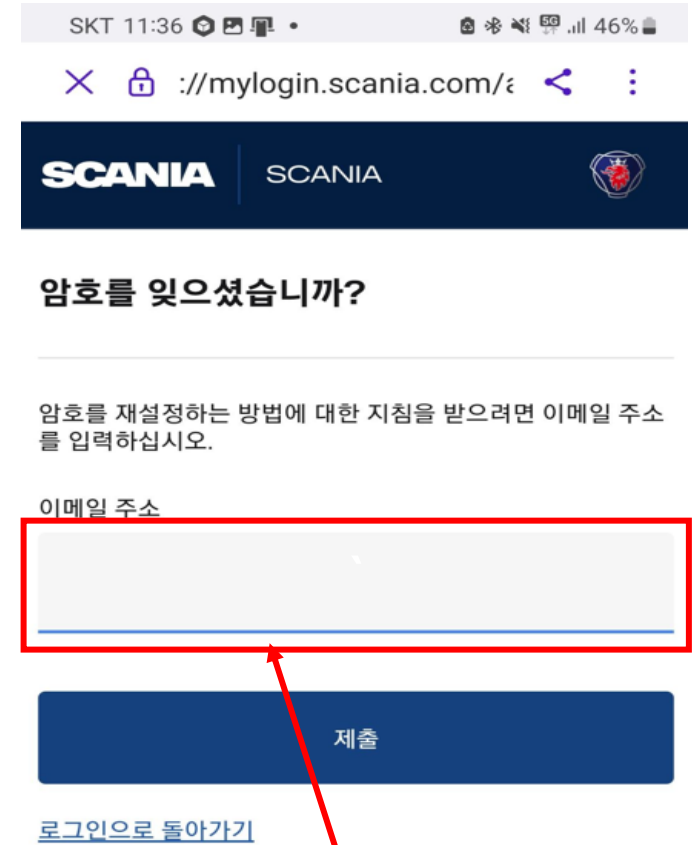 SKT 11:36
5G 46%
://mylogin.scania.com/a
SCANIA SCANIA
암호를 잊으셨습니까?
암호를 재설정하는 방법에 대한 지침을 받으려면 이메일 주소
를 입력하십시오.
이메일 주소
제출
로그인으로 돌아가기